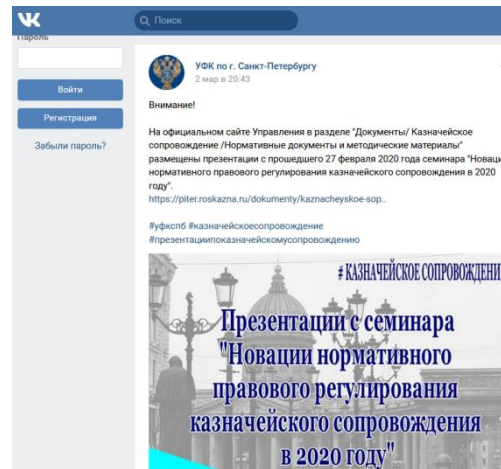 Поиск
Пароль
Войти
Регистрация
Забыли пароль?
УФК по г. Санкт-Петербургу
2 мар в 20:43
Внимание!
На официальном сайте Управления в разделе "Документы/ Казначейское
сопровождение /Нормативные документы и методические материалы"
размещены презентации с прошедшего 27 февраля 2020 года семинара "Новаци
нормативного правового регулирования казначейского сопровождения в 2020
году".
https://piter.roskazna.ru/dokumenty/kaznacheyskoe-sop..
#уфкспб #казначейскоесопровождение
#презентациипоказначейскомусопровождению
# КАЗНАЧЕЙСКОЕ СОПРОВОЖДЕНИ
Презентации с семинара
"Новации нормативного
правового регулирования
казначейского сопровождения
в 2020 году"